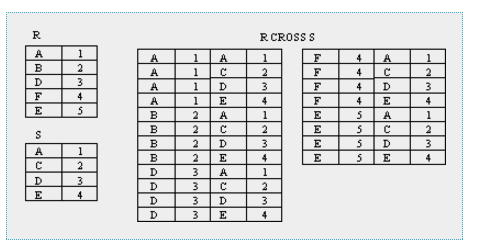 R
A 1
B 2
D 3
F 4
E 5
S
A 1
C 2
D 3
E 4
R CROSS S
A 1 A 1
A 1 C 2
A 1 D 3
A 1 E 4
B 2 A 1
B 2 C 2
B 2 D 3
B 2 E 4
D 3 A 1
D 3 C 2
D 3 D 3
D 3 E 4
F 4 A 1
F 4 C 2
F 4 D 3
F 4 E 4
E 5 A 1
E 5 C 2
E 5 D 3
E 5 E 4